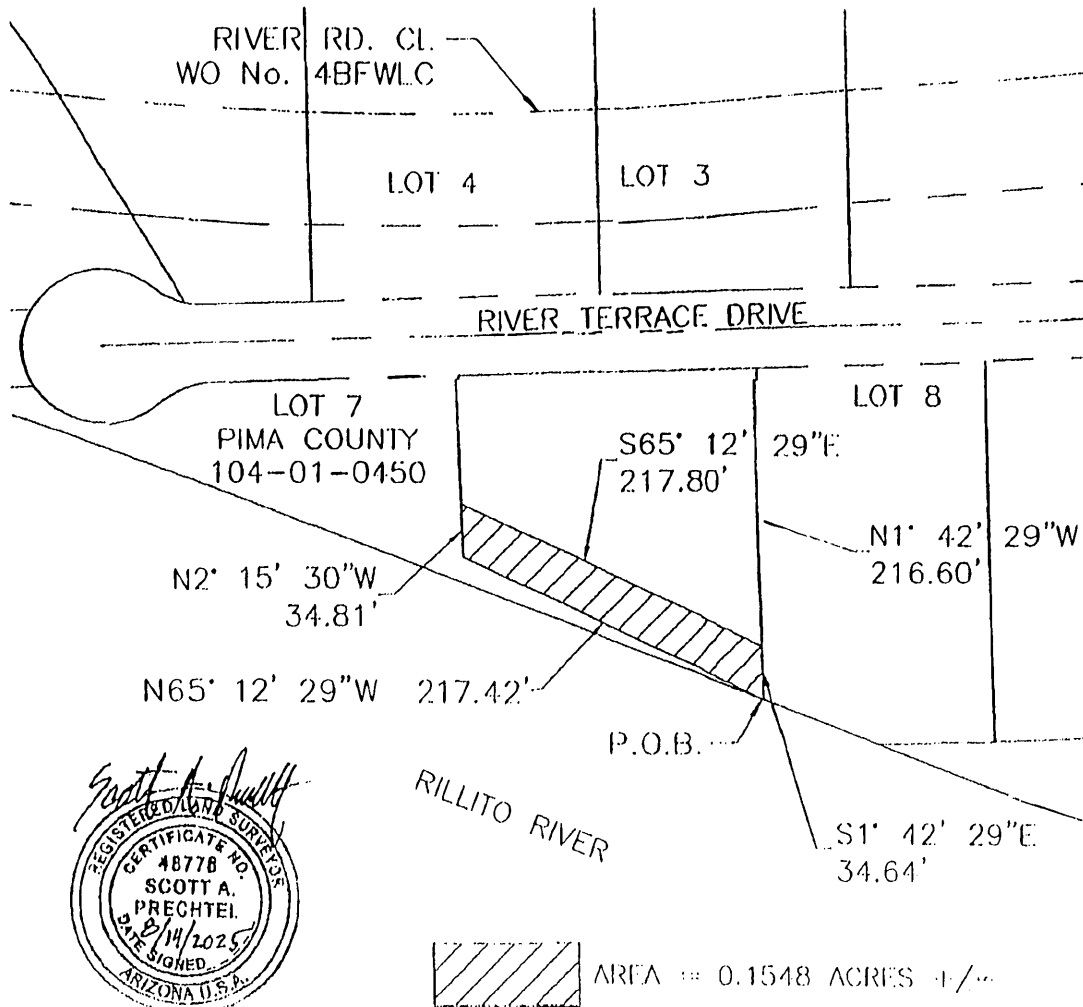 RIVER RD. CL
WO No. 4BFWLC
LOT 4
LOT 3
RIVER TERRACE DRIVE
LOT 7
PIMA COUNTY
104-01-0450
LOT 8
S65° 12' 29"E
217.80'
N1° 42' 29"W
216.60'
N2° 15' 30"W
34.81'
N65° 12' 29"W 217.42'
P.O.B.
RILLITO RIVER
S1° 42' 29"E
34.64'
REGISTERED LAND SURVEYOR
CERTIFICATE NO.
48778
SCOTT A.
PRECHTEL
8/14/2025
DATE SIGNED
ARIZONA U.S.A.
AREA = 0.1548 ACRES +/-